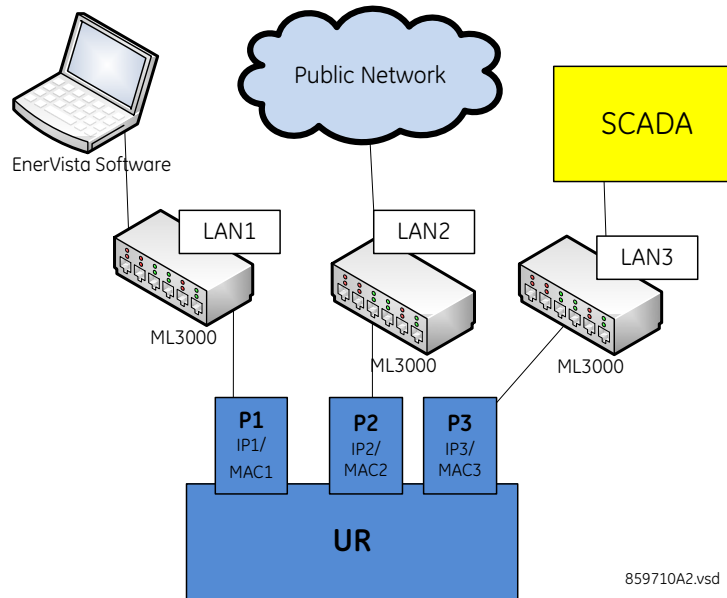 Public Network
SCADA
EnerVista Software
LAN1
LAN2
LAN3
ML3000
ML3000
ML3000
P1
IP1/
MAC1
P2
IP2/
MAC2
P3
IP3/
MAC3
UR
859710A2.vsd